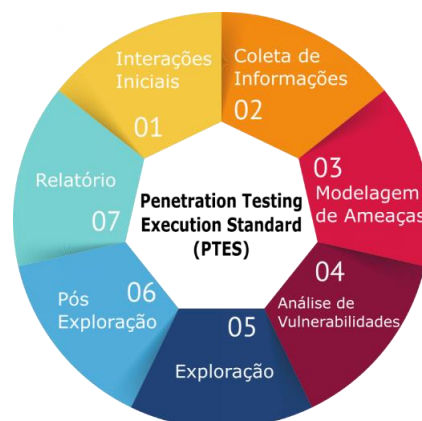 Interações
Iniciais
01
Coleta de
Informações
02
03
Modelagem
de Ameaças
04
Análise de
Vulnerabilidades
05
Exploração
06
Pós
Exploração
Relatório
07
Penetration Testing
Execution Standard
(PTES)